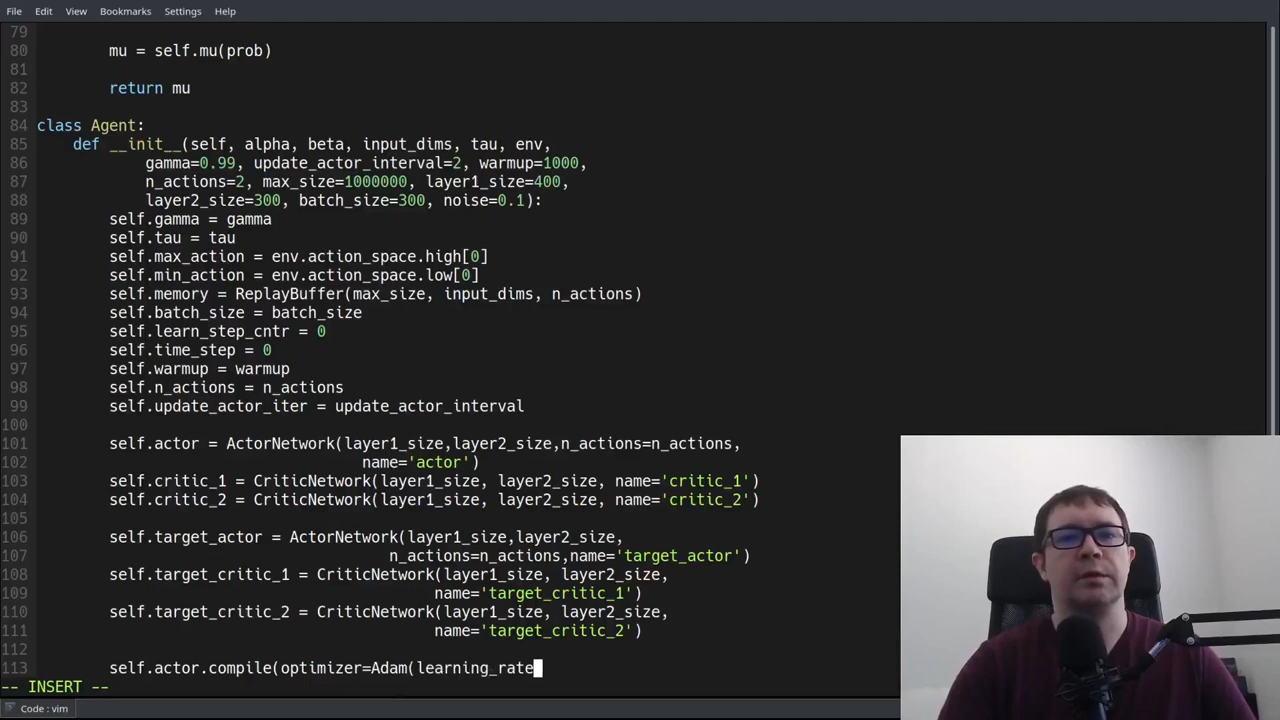 File Edit View Bookmarks Settings Help
79
80 mu = self.mu(prob)
81
82 return mu
83
84 class Agent:
85 def __init__(self, alpha, beta, input_dims, tau, env,
86 gamma=0.99, update_actor_interval=2, warmup=1000,
87 n_actions=2, max_size=1000000, layer1_size=400,
88 layer2_size=300, batch_size=300, noise=0.1):
89 self.gamma = gamma
90 self.tau = tau
91 self.max_action = env.action_space.high[0]
92 self.min_action = env.action_space.low[0]
93 self.memory = ReplayBuffer(max_size, input_dims, n_actions)
94 self.batch_size = batch_size
95 self.learn_step_cntr = 0
96 self.time_step = 0
97 self.warmup = warmup
98 self.n_actions = n_actions
99 self.update_actor_iter = update_actor_interval
100
101 self.actor = ActorNetwork(layer1_size,layer2_size,n_actions=n_actions,
102 name='actor')
103 self.critic_1 = CriticNetwork(layer1_size, layer2_size, name='critic_1')
104 self.critic_2 = CriticNetwork(layer1_size, layer2_size, name='critic_2')
105
106 self.target_actor = ActorNetwork(layer1_size,layer2_size,
107 n_actions=n_actions,name='target_actor')
108 self.target_critic_1 = CriticNetwork(layer1_size, layer2_size,
109 name='target_critic_1')
110 self.target_critic_2 = CriticNetwork(layer1_size, layer2_size,
111 name='target_critic_2')
112
113 self.actor.compile(optimizer=Adam(learning_rate
-- INSERT --
Code : vim